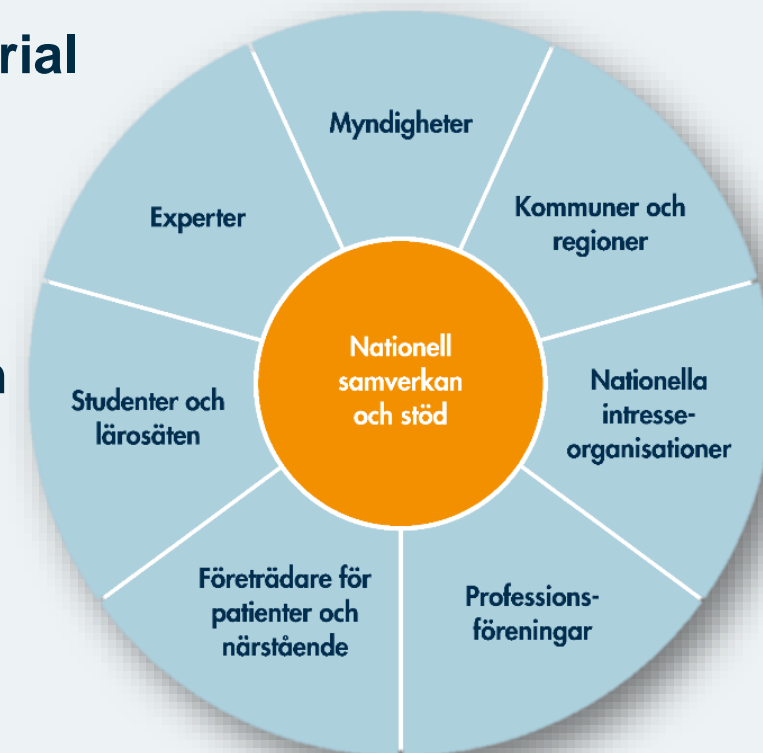 rial
Myndigheter
Kommuner och
regioner
Experter
Nationell
samverkan
och stöd
Nationella
intresse-
organisationer
Studenter och
lärosäten
Företrädare för
patienter och
närstående
Professions-
föreningar